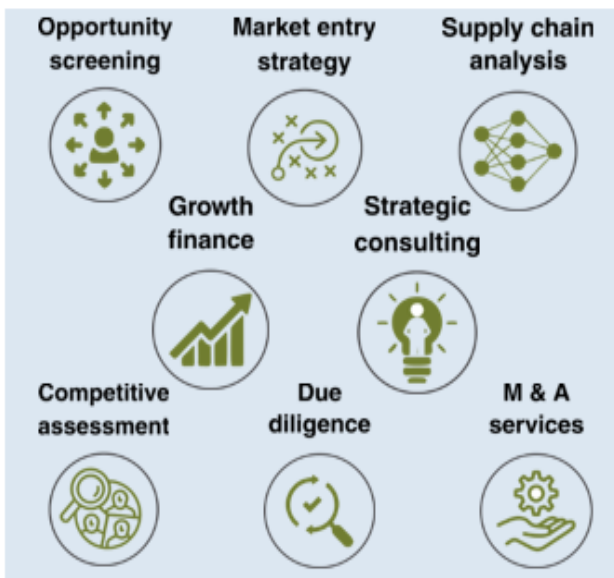 Opportunity
screening
Market entry
strategy
Supply chain
analysis
Growth
finance
Strategic
consulting
Competitive
assessment
Due
diligence
M & A
services